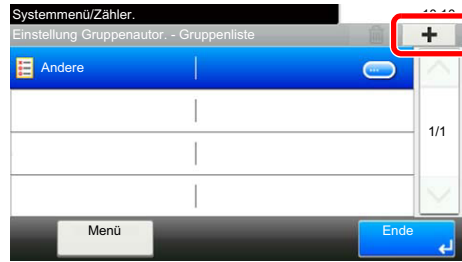 Systemmenü/Zähler.
Einstellung Gruppenautor. - Gruppenliste
Andere
1/1
Menü
Ende